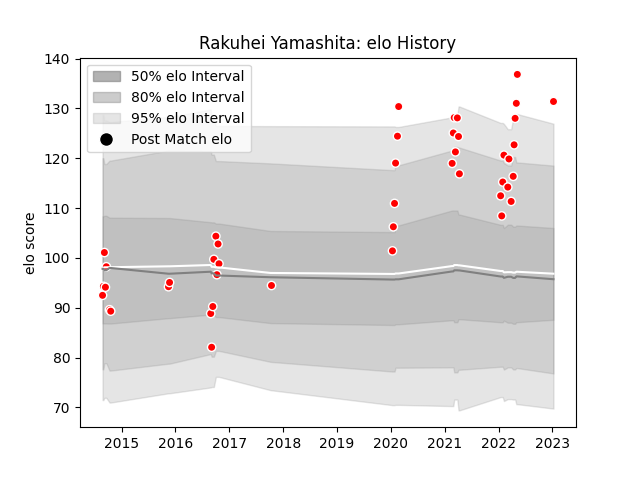 Rakuhei Yamashita: elo History
50% elo Interval
80% elo Interval
95% elo Interval
Post Match elo
elo score
140
130
120
110
100
90
80
70
2015 2016 2017 2018 2019 2020 2021 2022 2023